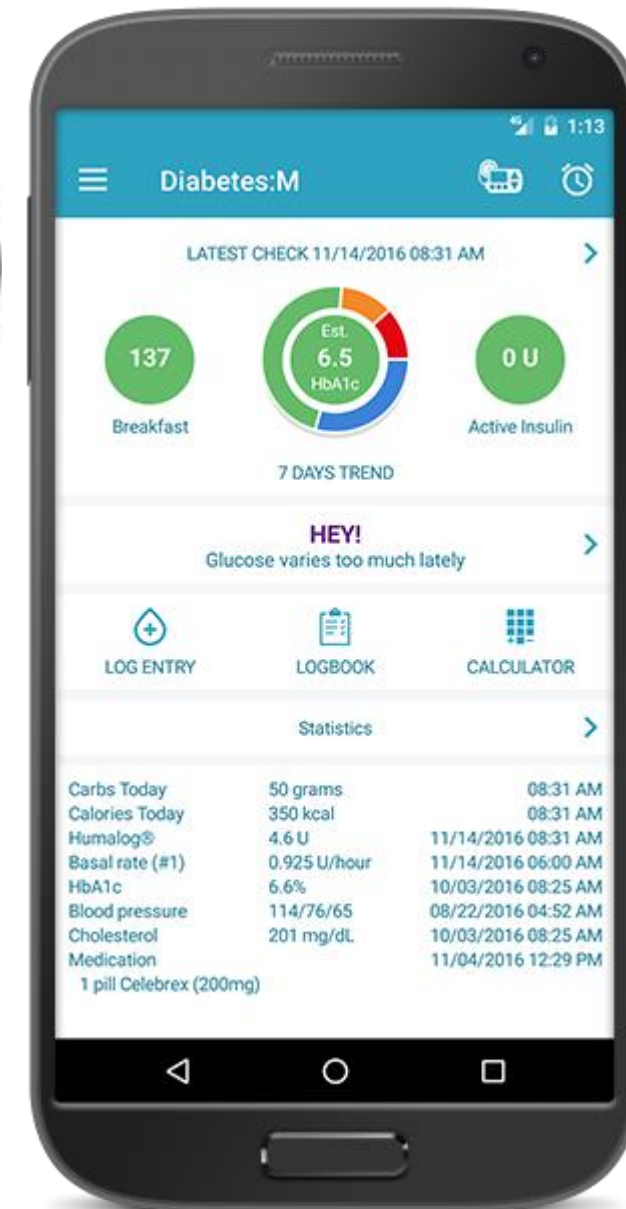 4G 1:13
Diabetes:M
LATEST CHECK 11/14/2016 08:31 AM
137
Breakfast
Est.
6.5
HbA1c
0 U
Active Insulin
7 DAYS TREND
HEY!
Glucose varies too much lately
LOG ENTRY LOGBOOK CALCULATOR
Statistics
Carbs Today 50 grams 08:31 AM
Calories Today 350 kcal 08:31 AM
Humalog® 4.6 U 11/14/2016 08:31 AM
Basal rate (#1) 0.925 U/hour 11/14/2016 06:00 AM
HbA1c 6.6% 10/03/2016 08:25 AM
Blood pressure 114/76/65 08/22/2016 04:52 AM
Cholesterol 201 mg/dL 10/03/2016 08:25 AM
Medication 11/04/2016 12:29 PM
1 pill Celebrex (200mg)